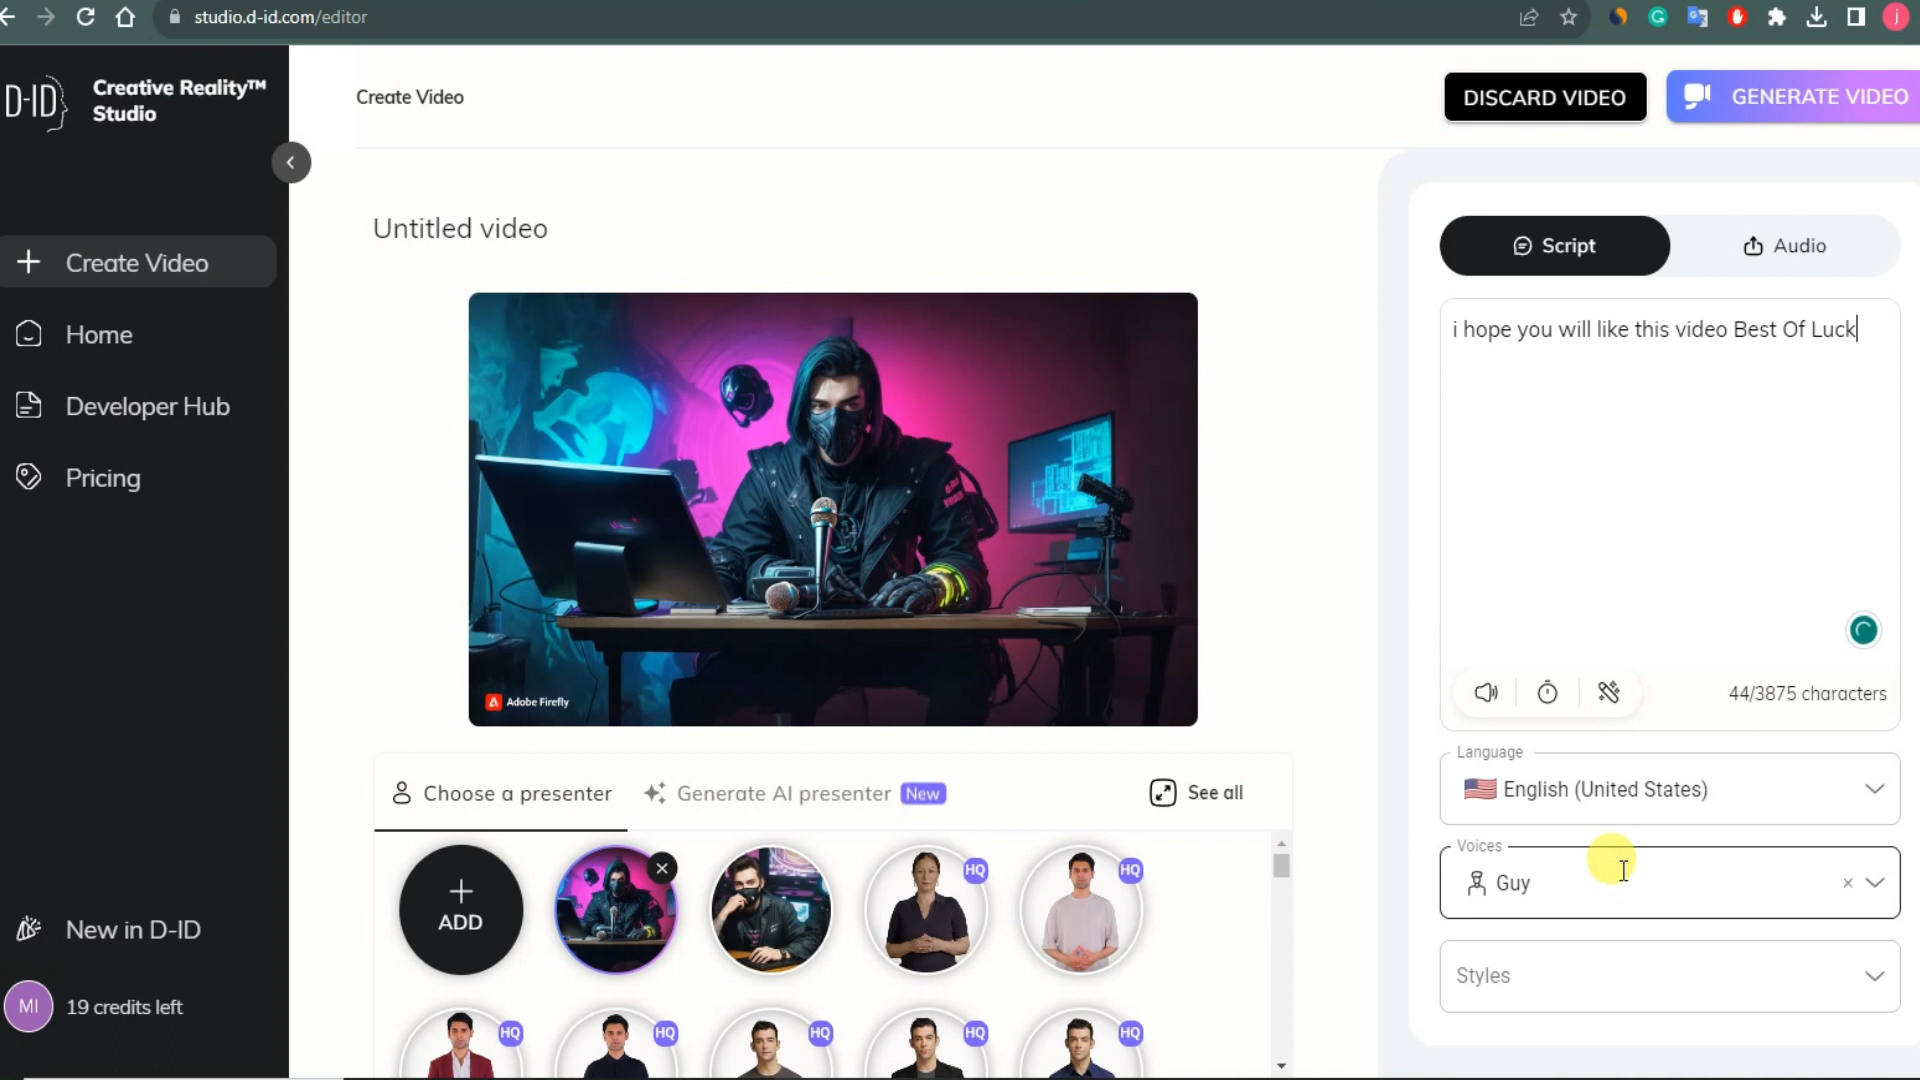 studio.d-id.com/editor
j
D-ID
Creative Reality™
Studio
Create Video
DISCARD VIDEO
GENERATE VIDEO
Create Video
Home
Developer Hub
Pricing
New in D-ID
MI
19 credits left
Untitled video
Adobe Firefly
Choose a presenter
Generate AI presenter
New
See all
ADD
HQ
HQ
HQ
HQ
HQ
HQ
HQ
Script
Audio
i hope you will like this video Best Of Luck
44/3875 characters
Language
English (United States)
Voices
Guy
Styles